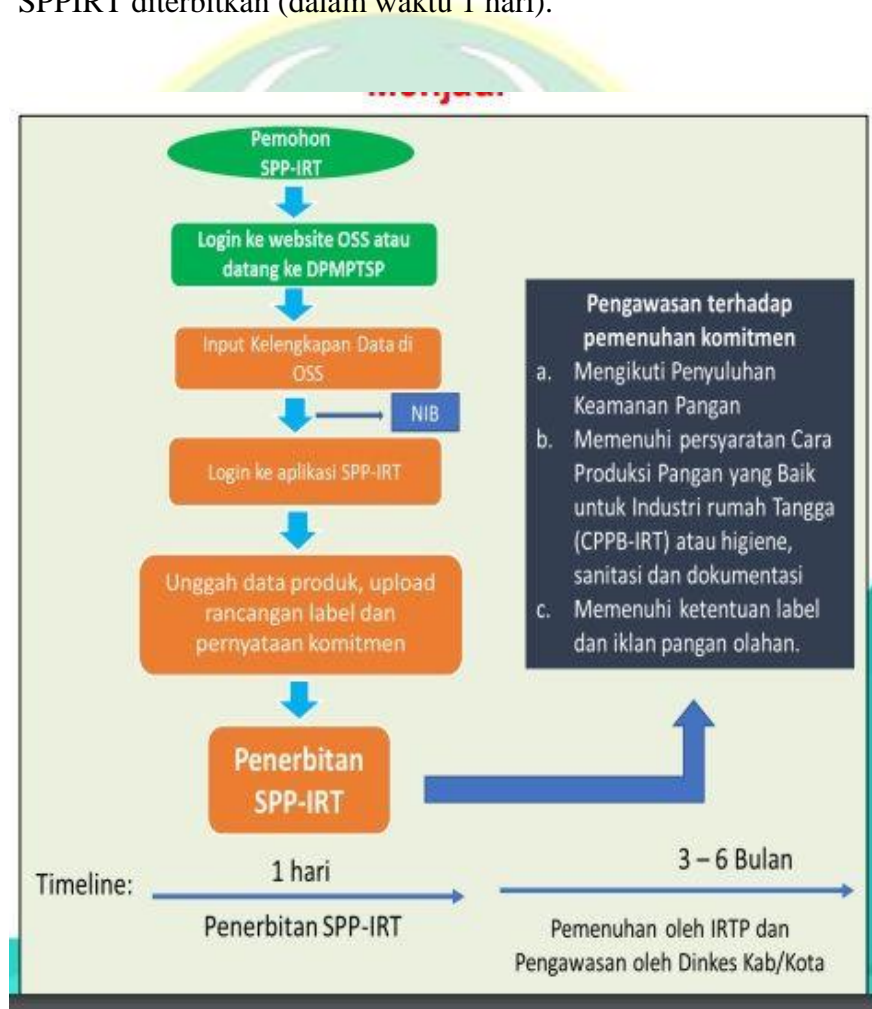 SPPIRT diterbitkan (dalam waktu 1 hari).
Menjadi
Pemohon
SPP-IRT
Login ke website OSS atau
datang ke DPMPTSP
Input Kelengkapan Data di
OSS
NIB
Login ke aplikasi SPP-IRT
Unggah data produk, upload
rancangan label dan
pernyataan komitmen
Penerbitan
SPP-IRT
Pengawasan terhadap
pemenuhan komitmen
a. Mengikuti Penyuluhan
Keamanan Pangan
b. Memenuhi persyaratan Cara
Produksi Pangan yang Baik
untuk Industri rumah Tangga
(CPPB-IRT) atau higiene,
sanitasi dan dokumentasi
c. Memenuhi ketentuan label
dan iklan pangan olahan.
Timeline:
1 hari
Penerbitan SPP-IRT
3 – 6 Bulan
Pemenuhan oleh IRTP dan
Pengawasan oleh Dinkes Kab/Kota